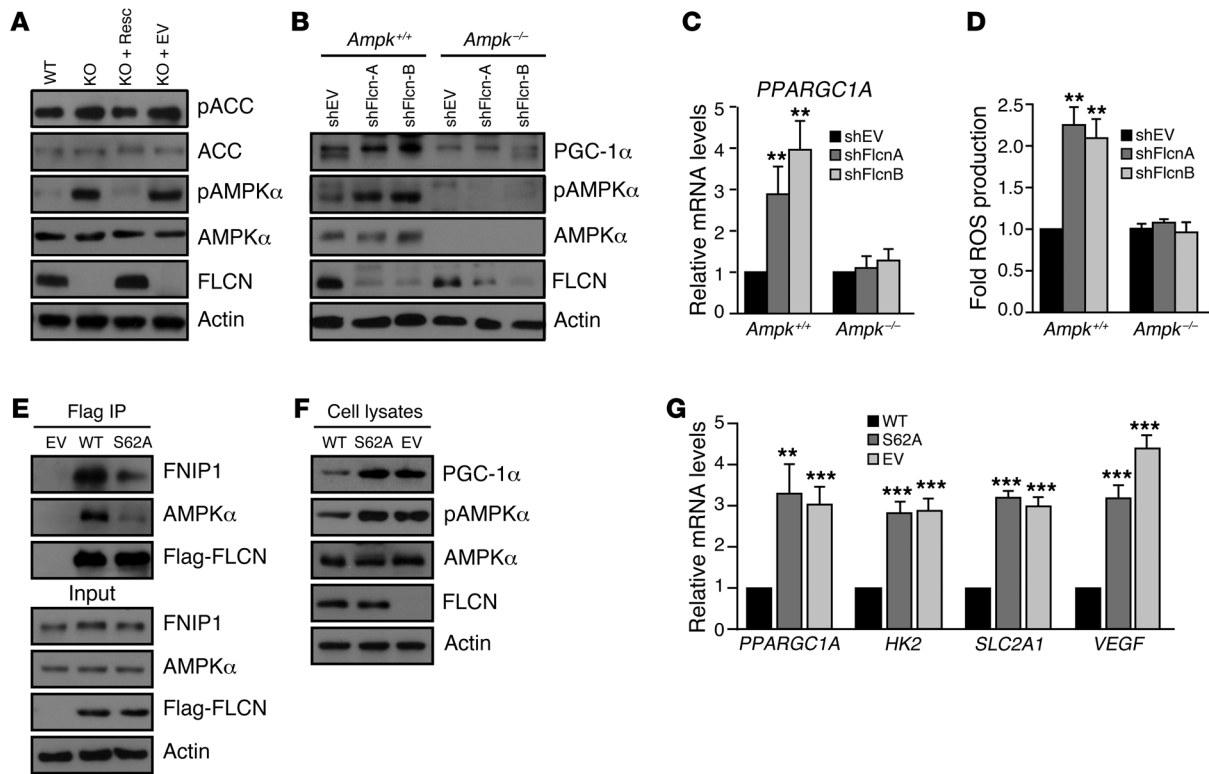 A
WT
KO
KO + Resc
KO + EV
pACC
ACC
pAMPKα
AMPKα
FLCN
Actin
B
Ampk+/+ Ampk–/–
shEV
shFlcn-A
shFlcn-B
shEV
shFlcn-A
shFlcn-B
PGC-1α
pAMPKα
AMPKα
FLCN
Actin
C
PPARGC1A
Relative mRNA levels
5
4
3
2
1
0
** **
shEV
shFlcnA
shFlcnB
Ampk+/+ Ampk–/–
D
Fold ROS production
2.5
2.0
1.5
1.0
0.5
0.0
** **
shEV
shFlcnA
shFlcnB
Ampk+/+ Ampk–/–
E
Flag IP
EV WT S62A
FNIP1
AMPKα
Flag-FLCN
Input
FNIP1
AMPKα
Flag-FLCN
Actin
F
Cell lysates
WT S62A EV
PGC-1α
pAMPKα
AMPKα
FLCN
Actin
G
Relative mRNA levels
5
4
3
2
1
0
WT
S62A
EV
** *** *** *** *** *** *** ***
PPARGC1A HK2 SLC2A1 VEGF